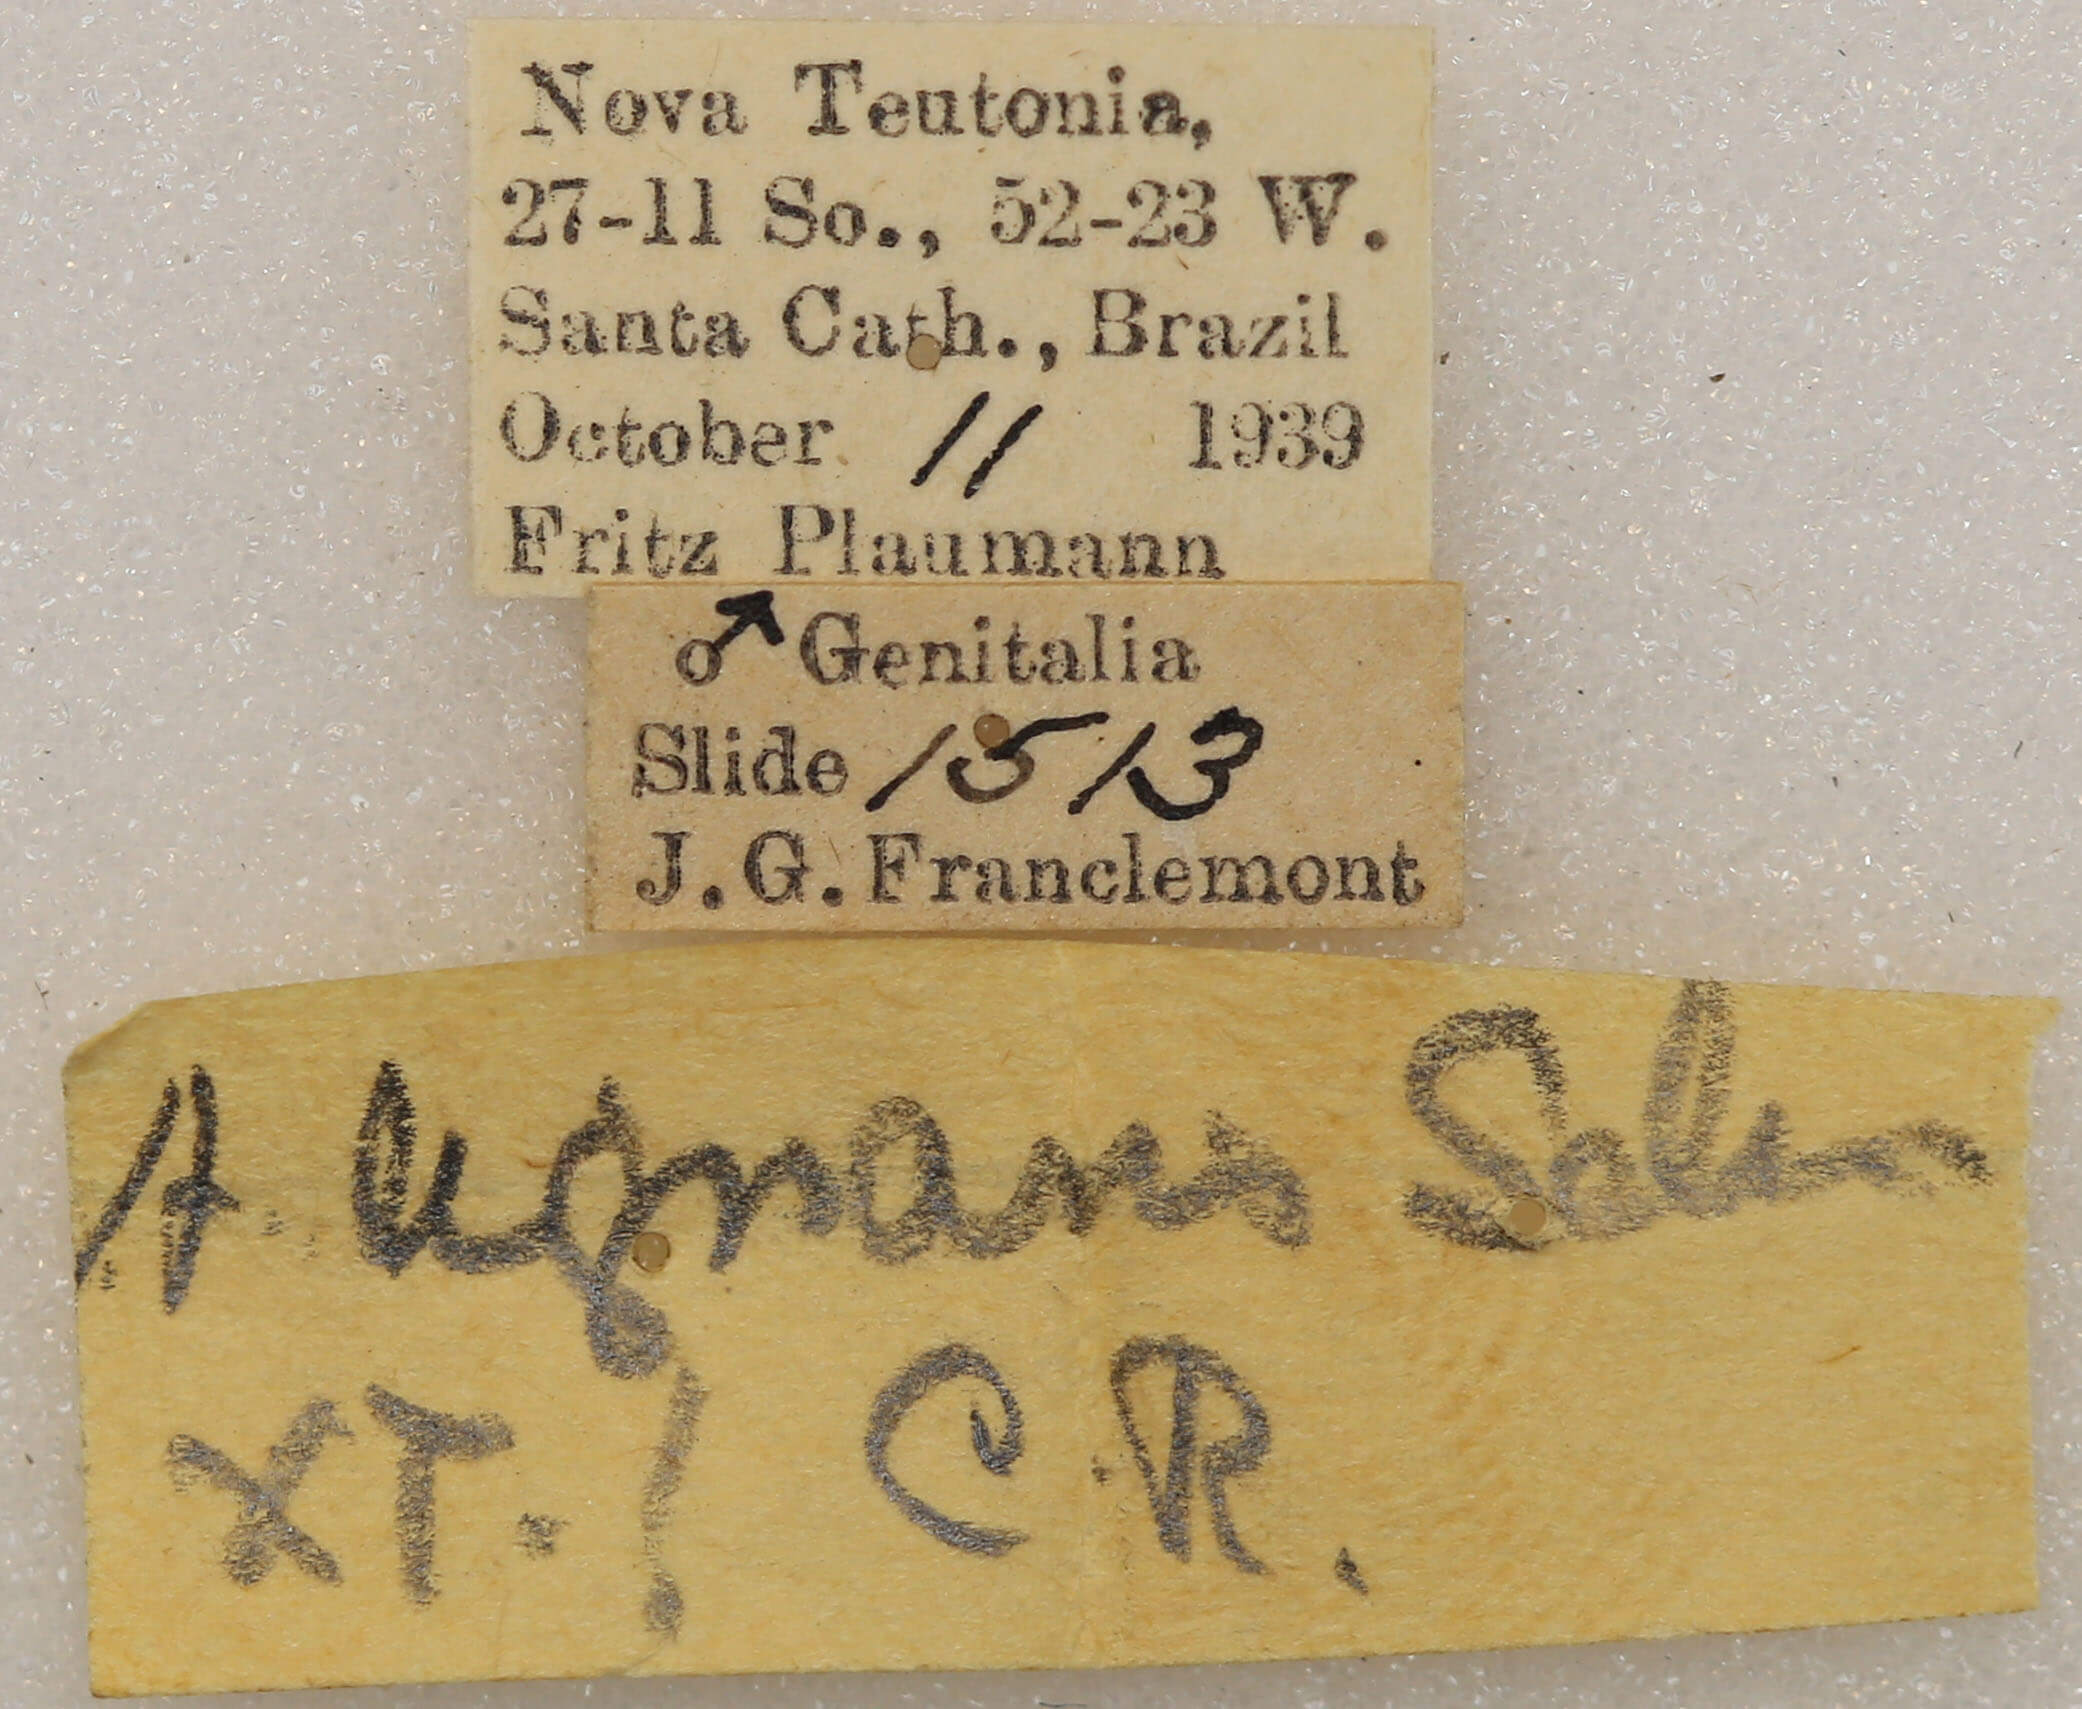 Nova Teutonia,
27-11 So., 52-23 W.
Santa Cath., Brazil
October 11 1939
Fritz Plaumann
♂ Genitalia
Slide 1513
J. G. Franclemont
A
XT. ! C R.